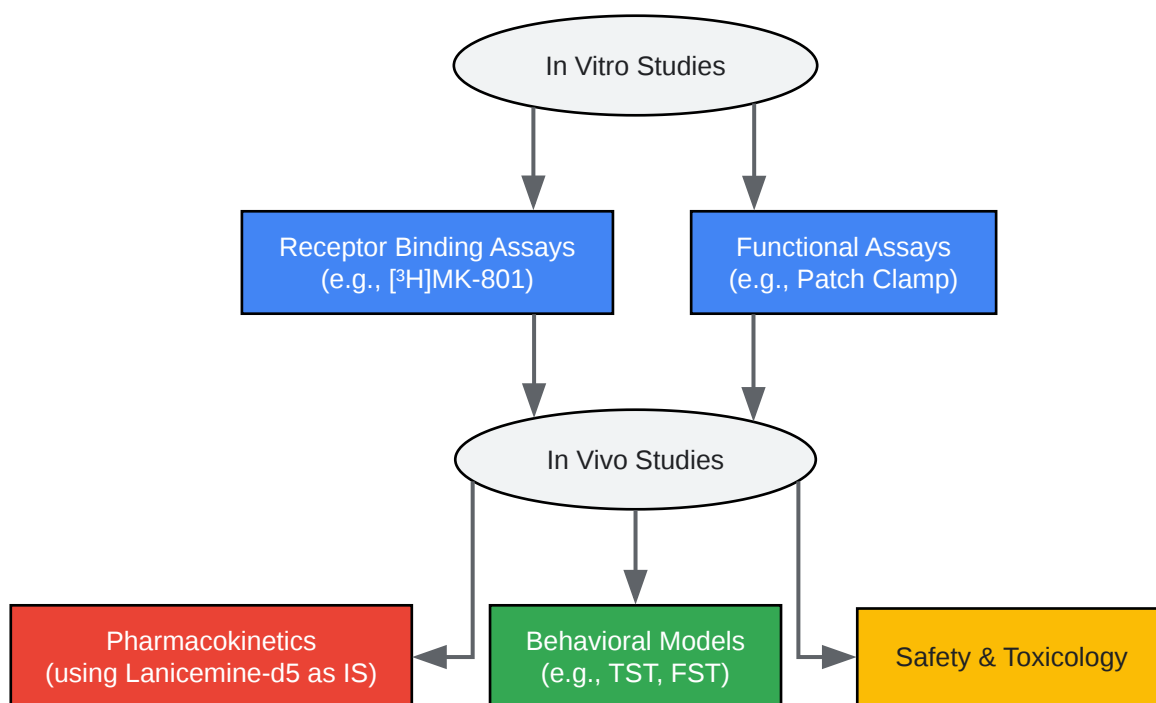 In Vitro Studies
Receptor Binding Assays
(e.g., [³H]MK-801)
Functional Assays
(e.g., Patch Clamp)
In Vivo Studies
Pharmacokinetics
(using Lanicemine-d5 as IS)
Behavioral Models
(e.g., TST, FST)
Safety & Toxicology